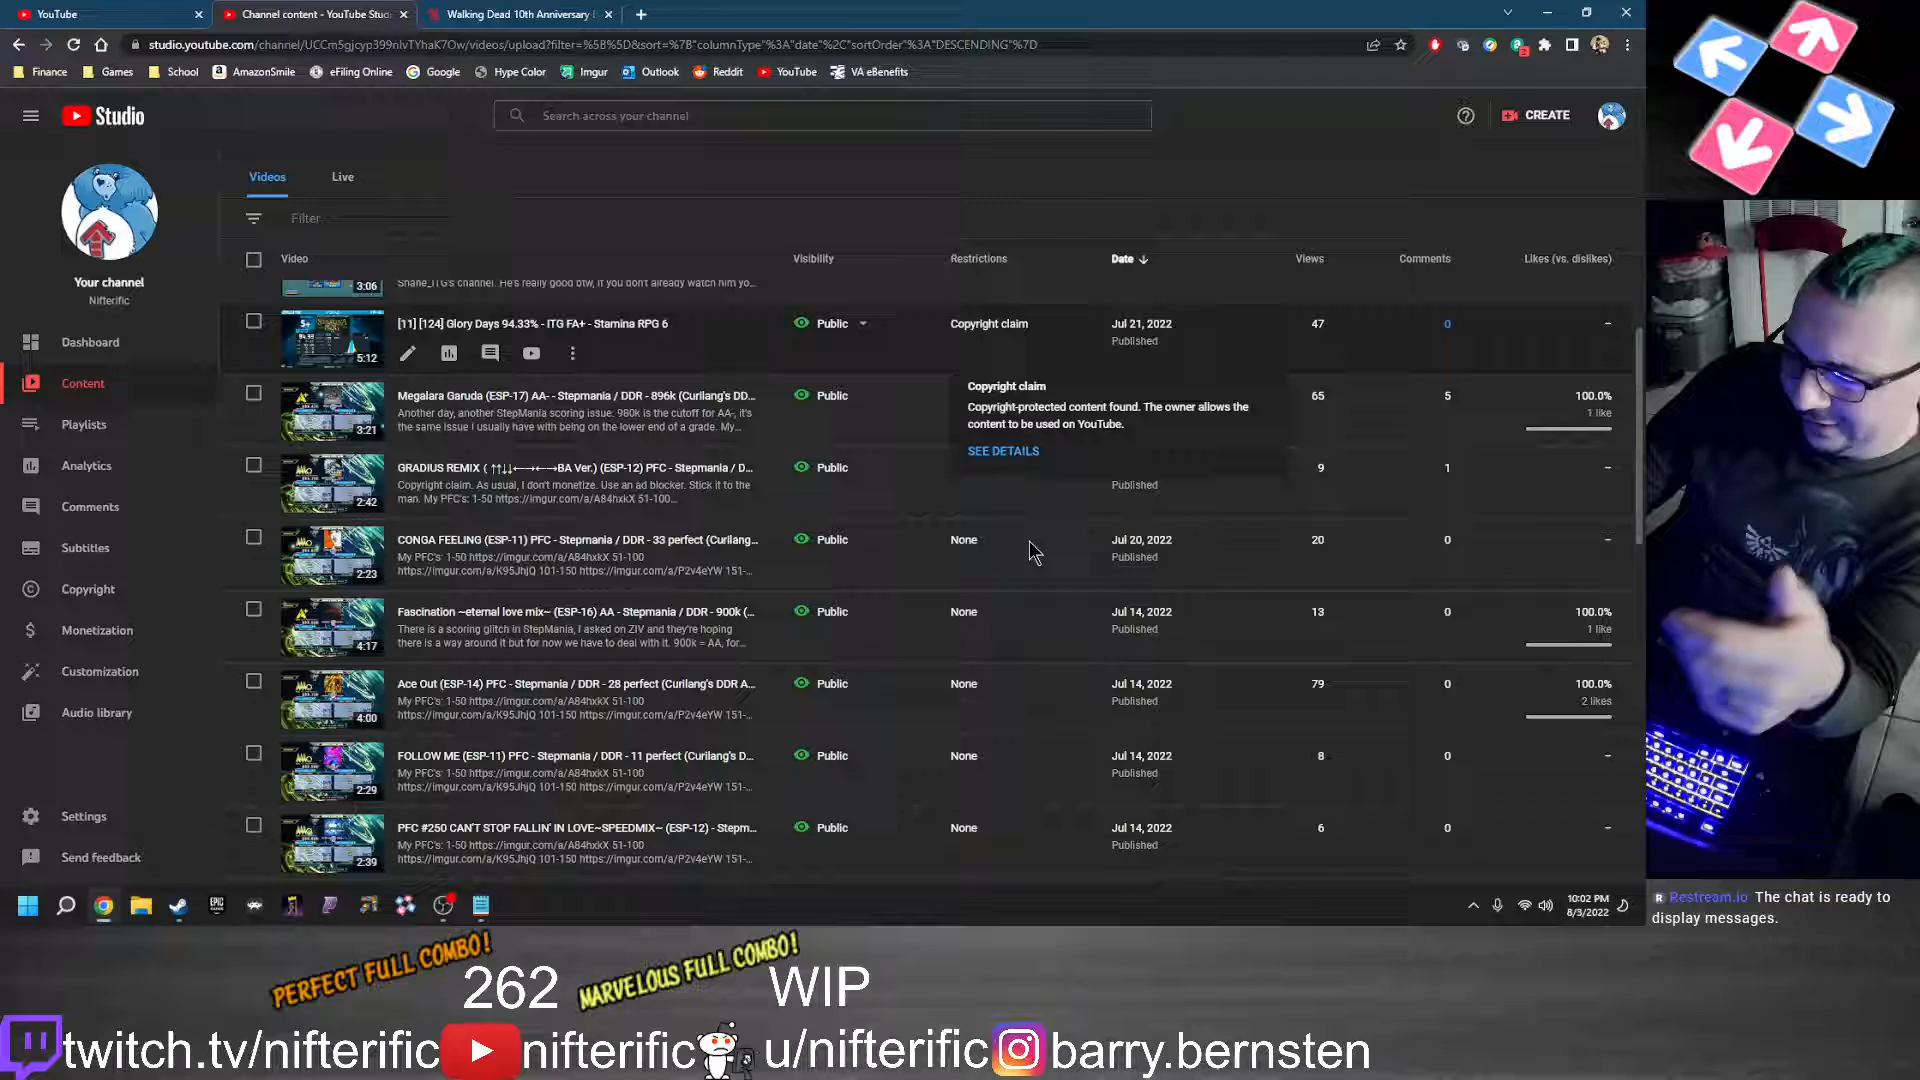 YouTube
Channel content - YouTube Stud
Walking Dead 10th Anniversary
studio.youtube.com/channel/UCCm5gjcyp399nlvTYhaK7Ow/videos/upload?filter=%5B%5D&sort=%7B"columnType"%3A"date"%2C"sortOrder"%3A"DESCENDING"%7D
Finance
Games
School
AmazonSmile
eFiling Online
Google
Hype Color
Imgur
Outlook
Reddit
YouTube
VA eBenefits
Studio
Search across your channel
CREATE
Videos
Live
Filter
Your channel
Nifterific
Dashboard
Content
Playlists
Analytics
Comments
Subtitles
Copyright
Monetization
Customization
Audio library
Settings
Send feedback
Video
Visibility
Restrictions
Date
Views
Comments
Likes (vs. dislikes)
3:06
Shane_ITG's channel. He's really good btw, if you don't already watch him yo...
[11] [124] Glory Days 94.33% - ITG FA+ - Stamina RPG 6
Public
Copyright claim
Jul 21, 2022
47
0
–
Published
5:12
Copyright claim
Copyright-protected content found. The owner allows the
content to be used on YouTube.
SEE DETAILS
Megalara Garuda (ESP-17) AA- - Stepmania / DDR - 896k (Curilang's DD...
Public
65
5
100.0%
Another day, another StepMania scoring issue. 980k is the cutoff for AA-, it's
the same issue I usually have with being on the lower end of a grade. My...
1 like
3:21
GRADIUS REMIX ( ↑↑↓↓←→←→BA Ver.) (ESP-12) PFC - Stepmania / D...
Public
9
1
–
Copyright claim. As usual, I don't monetize. Use an ad blocker. Stick it to the
man. My PFC's: 1-50 https://imgur.com/a/A84hxkX 51-100...
Published
2:42
CONGA FEELING (ESP-11) PFC - Stepmania / DDR - 33 perfect (Curilang...
Public
None
Jul 20, 2022
20
0
–
My PFC's: 1-50 https://imgur.com/a/A84hxkX 51-100
https://imgur.com/a/K95JhjQ 101-150 https://imgur.com/a/P2v4eYW 151-...
Published
2:23
Fascination ~eternal love mix~ (ESP-16) AA - Stepmania / DDR - 900k (...
Public
None
Jul 14, 2022
13
0
100.0%
There is a scoring glitch in StepMania, I asked on ZIV and they're hoping
there is a way around it but for now we have to deal with it. 900k = AA, for...
Published
1 like
4:17
Ace Out (ESP-14) PFC - Stepmania / DDR - 28 perfect (Curilang's DDR A...
Public
None
Jul 14, 2022
79
0
100.0%
My PFC's: 1-50 https://imgur.com/a/A84hxkX 51-100
https://imgur.com/a/K95JhjQ 101-150 https://imgur.com/a/P2v4eYW 151-...
Published
2 likes
4:00
FOLLOW ME (ESP-11) PFC - Stepmania / DDR - 11 perfect (Curilang's D...
Public
None
Jul 14, 2022
8
0
–
My PFC's: 1-50 https://imgur.com/a/A84hxkX 51-100
https://imgur.com/a/K95JhjQ 101-150 https://imgur.com/a/P2v4eYW 151-...
Published
2:29
PFC #250 CAN'T STOP FALLIN' IN LOVE~SPEEDMIX~ (ESP-12) - Stepm...
Public
None
Jul 14, 2022
6
0
–
My PFC's: 1-50 https://imgur.com/a/A84hxkX 51-100
https://imgur.com/a/K95JhjQ 101-150 https://imgur.com/a/P2v4eYW 151-...
Published
2:39
EPIC
10:02 PM
8/3/2022
Restream.io The chat is ready to
display messages.
PERFECT FULL COMBO!
262
MARVELOUS FULL COMBO!
WIP
twitch.tv/nifterific
nifterific
u/nifterific
barry.bernsten